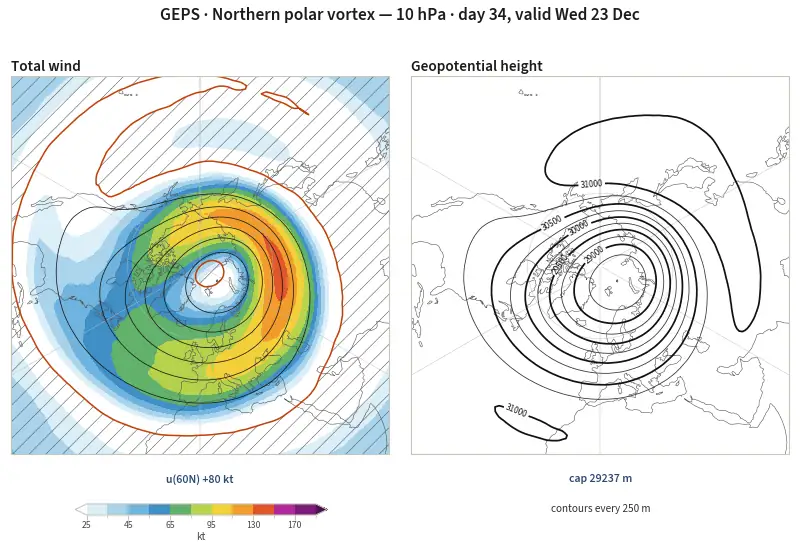 GEPS · Northern polar vortex — 10 hPa · day 34, valid Wed 23 Dec
Total wind
Geopotential height
31000
30500
30000
29000
31000
u(60N) +80 kt
cap 29237 m
contours every 250 m
25 45 65 95 130 170
kt